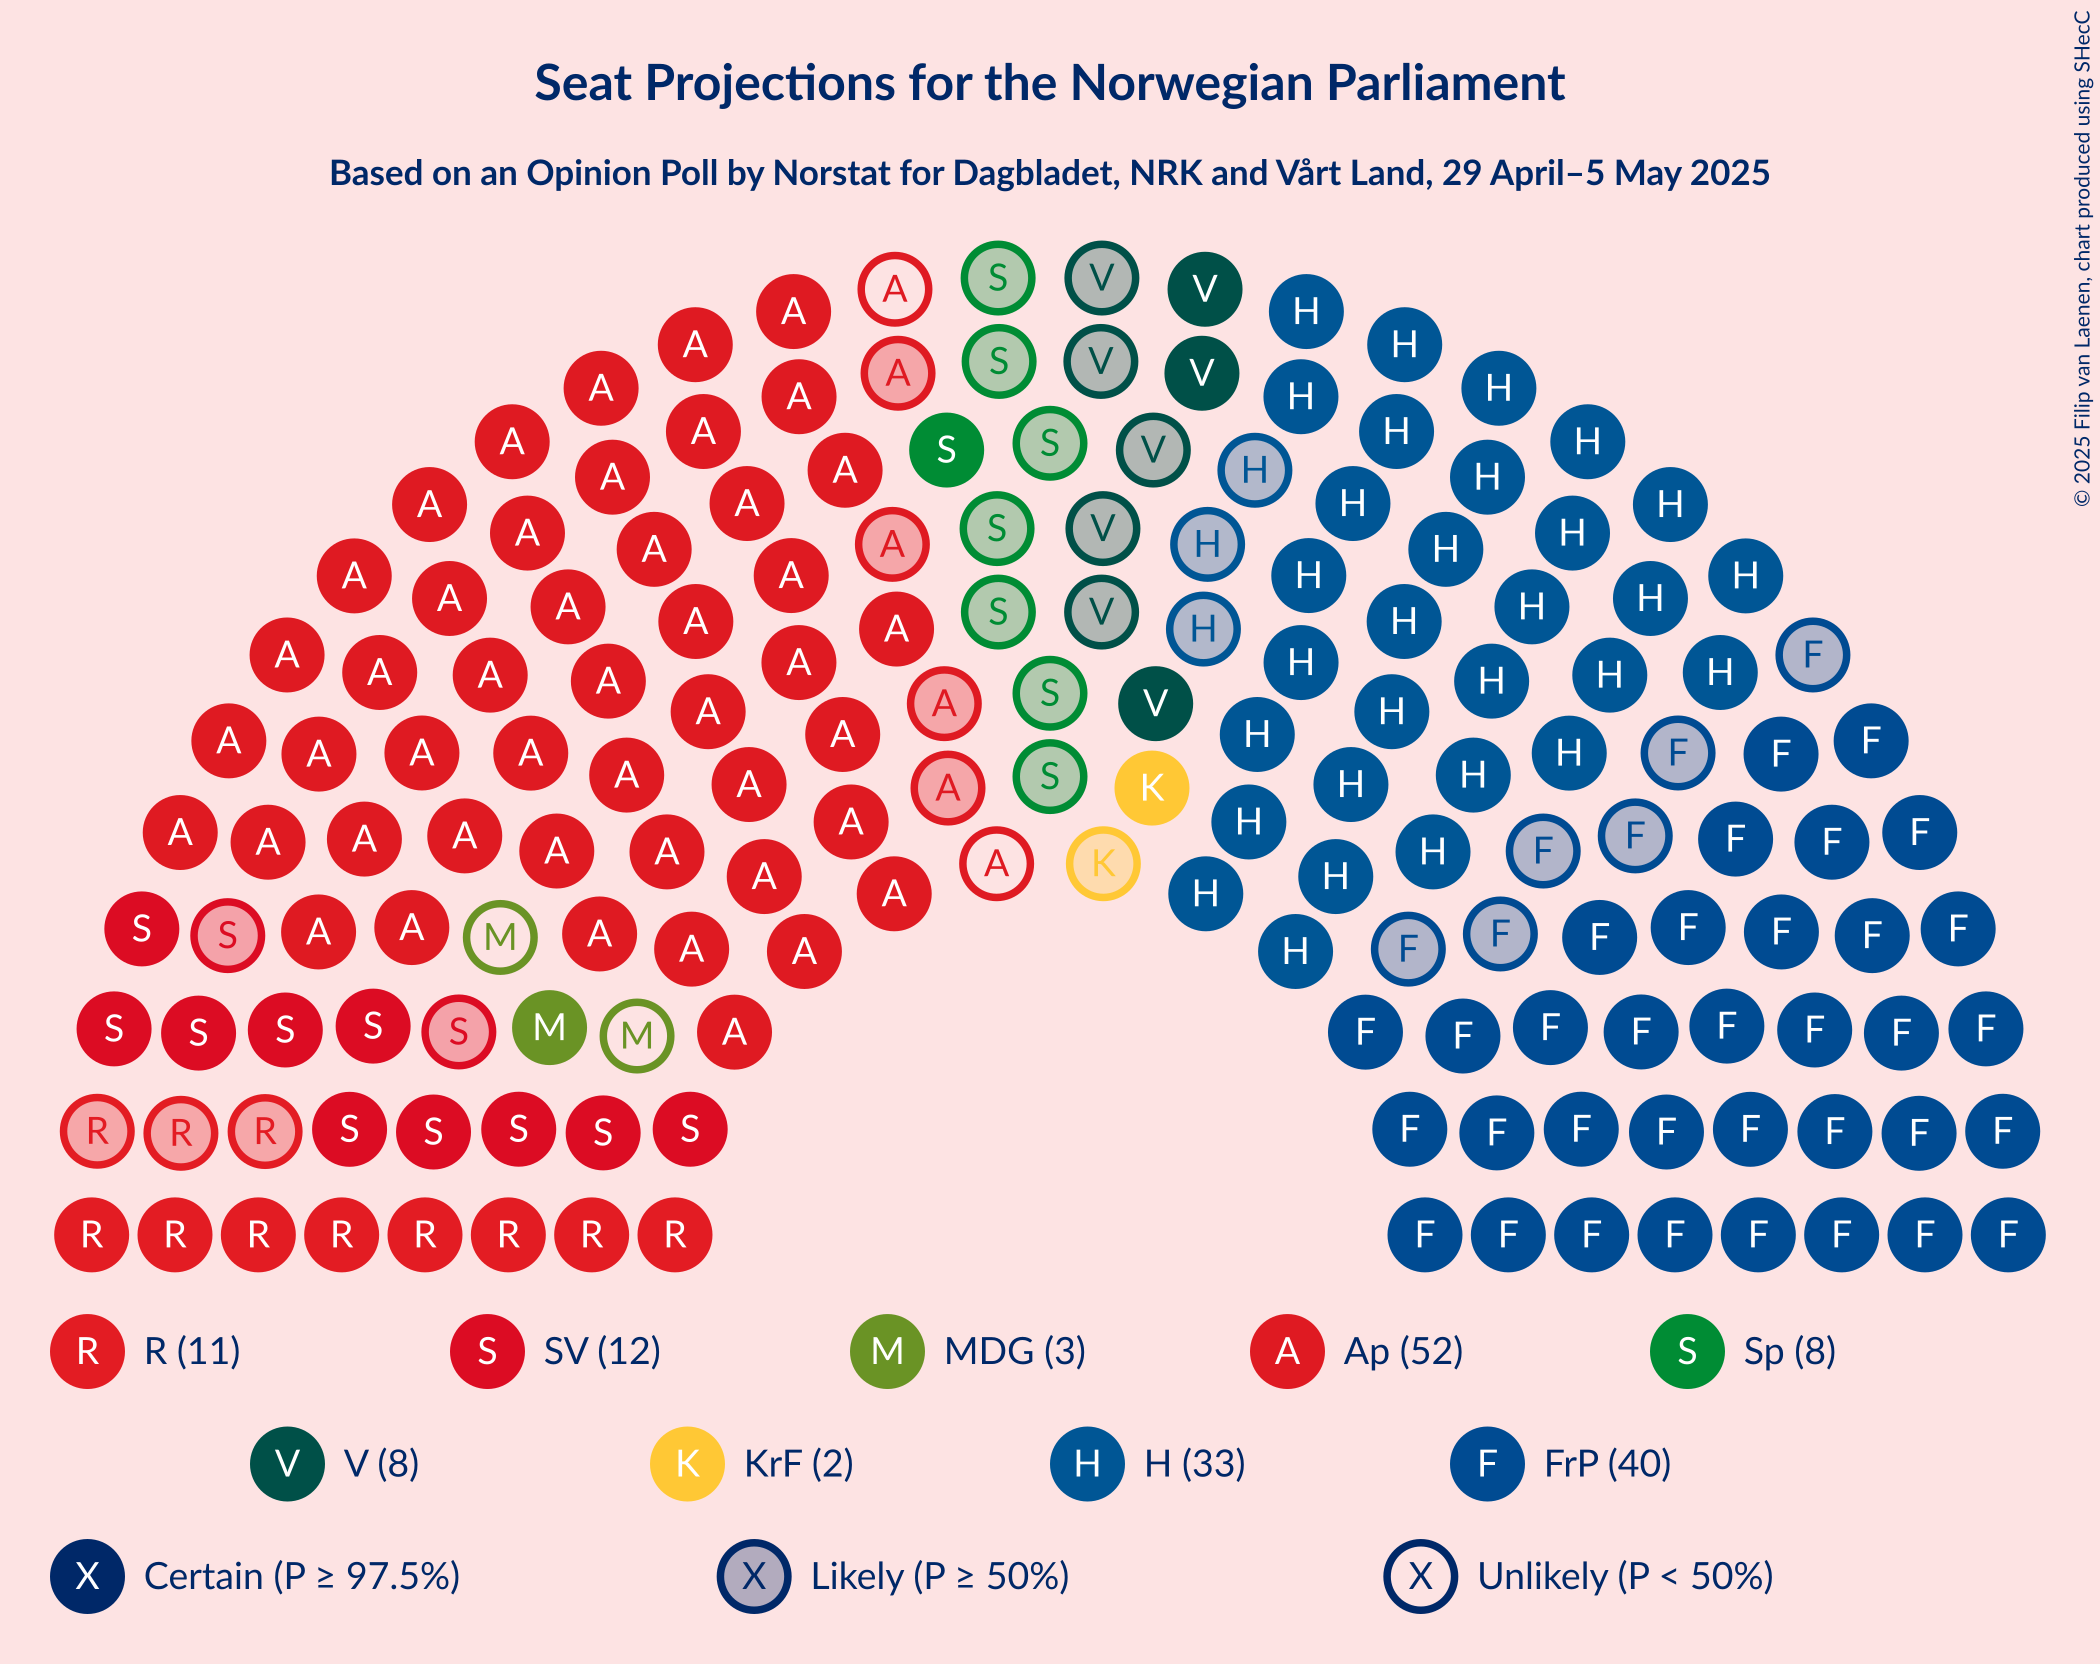 Seat Projections for the Norwegian Parliament
Based on an Opinion Poll by Norstat for Dagbladet, NRK and Vårt Land, 29 April–5 May 2025
© 2025 Filip van Laenen, chart produced using SHecC
A S V V
A A H H
A A S V V H H
A S S V H
A A A H H H
A A A A S V H H H H
A A A A H H H H
A A A S V H H H
A A A A A H H H H F
A A A A A S V H H H H H
A A A A A A V H H F F F
A A A A S H H H
A A A A A A A K H H F F F F F
A A A K H H
S S A A M A A A H F F F F F F F
S S S S S M M A F F F F F F F F
R R R S S S S S F F F F F F F F
R R R R R R R R F F F F F F F F
R R (11) S SV (12) M MDG (3) A Ap (52) S Sp (8)
V V (8) K KrF (2) H H (33) F FrP (40)
X Certain (P ≥ 97.5%) X Likely (P ≥ 50%) X Unlikely (P < 50%)